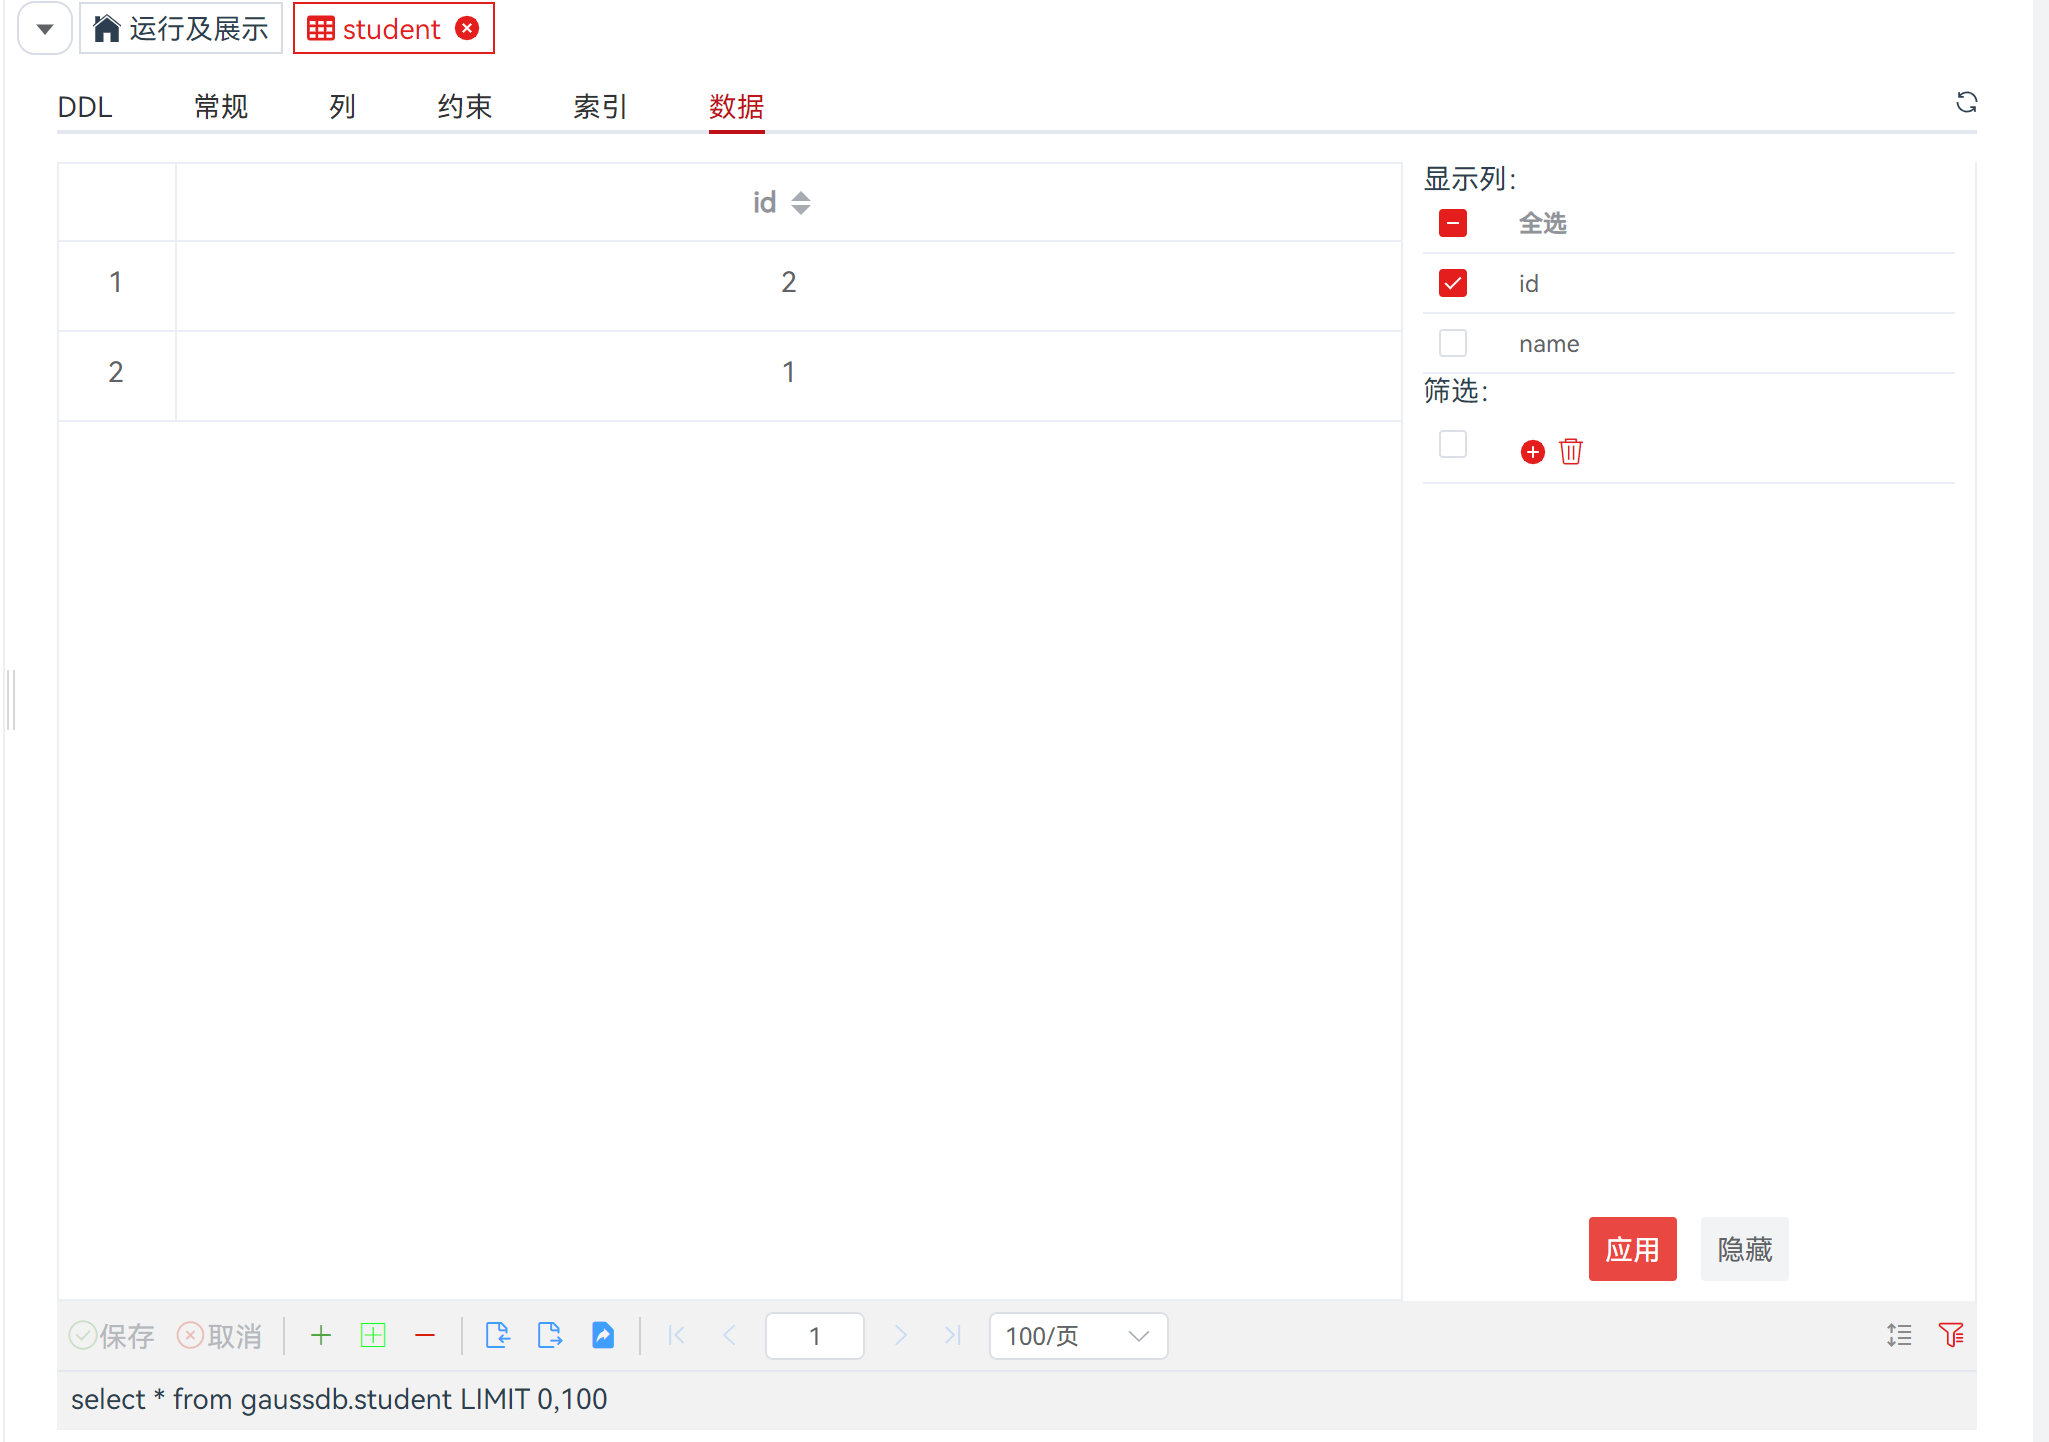 运行及展示 student
DDL 常规 列 约束 索引 数据
id
1 2
2 1
显示列:
全选
id
name
筛选:
应用 隐藏
保存 取消 1 100/页
select * from gaussdb.student LIMIT 0,100